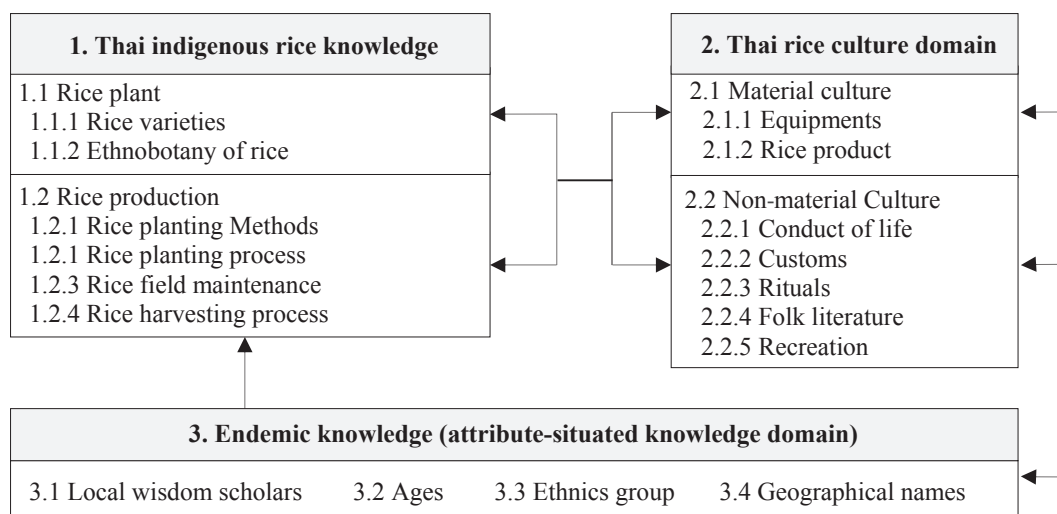 1. Thai indigenous rice knowledge
1.1 Rice plant
1.1.1 Rice varieties
1.1.2 Ethnobotany of rice
1.2 Rice production
1.2.1 Rice planting Methods
1.2.1 Rice planting process
1.2.3 Rice field maintenance
1.2.4 Rice harvesting process
2. Thai rice culture domain
2.1 Material culture
2.1.1 Equipments
2.1.2 Rice product
2.2 Non-material Culture
2.2.1 Conduct of life
2.2.2 Customs
2.2.3 Rituals
2.2.4 Folk literature
2.2.5 Recreation
3. Endemic knowledge (attribute-situated knowledge domain)
3.1 Local wisdom scholars 3.2 Ages 3.3 Ethnics group 3.4 Geographical names